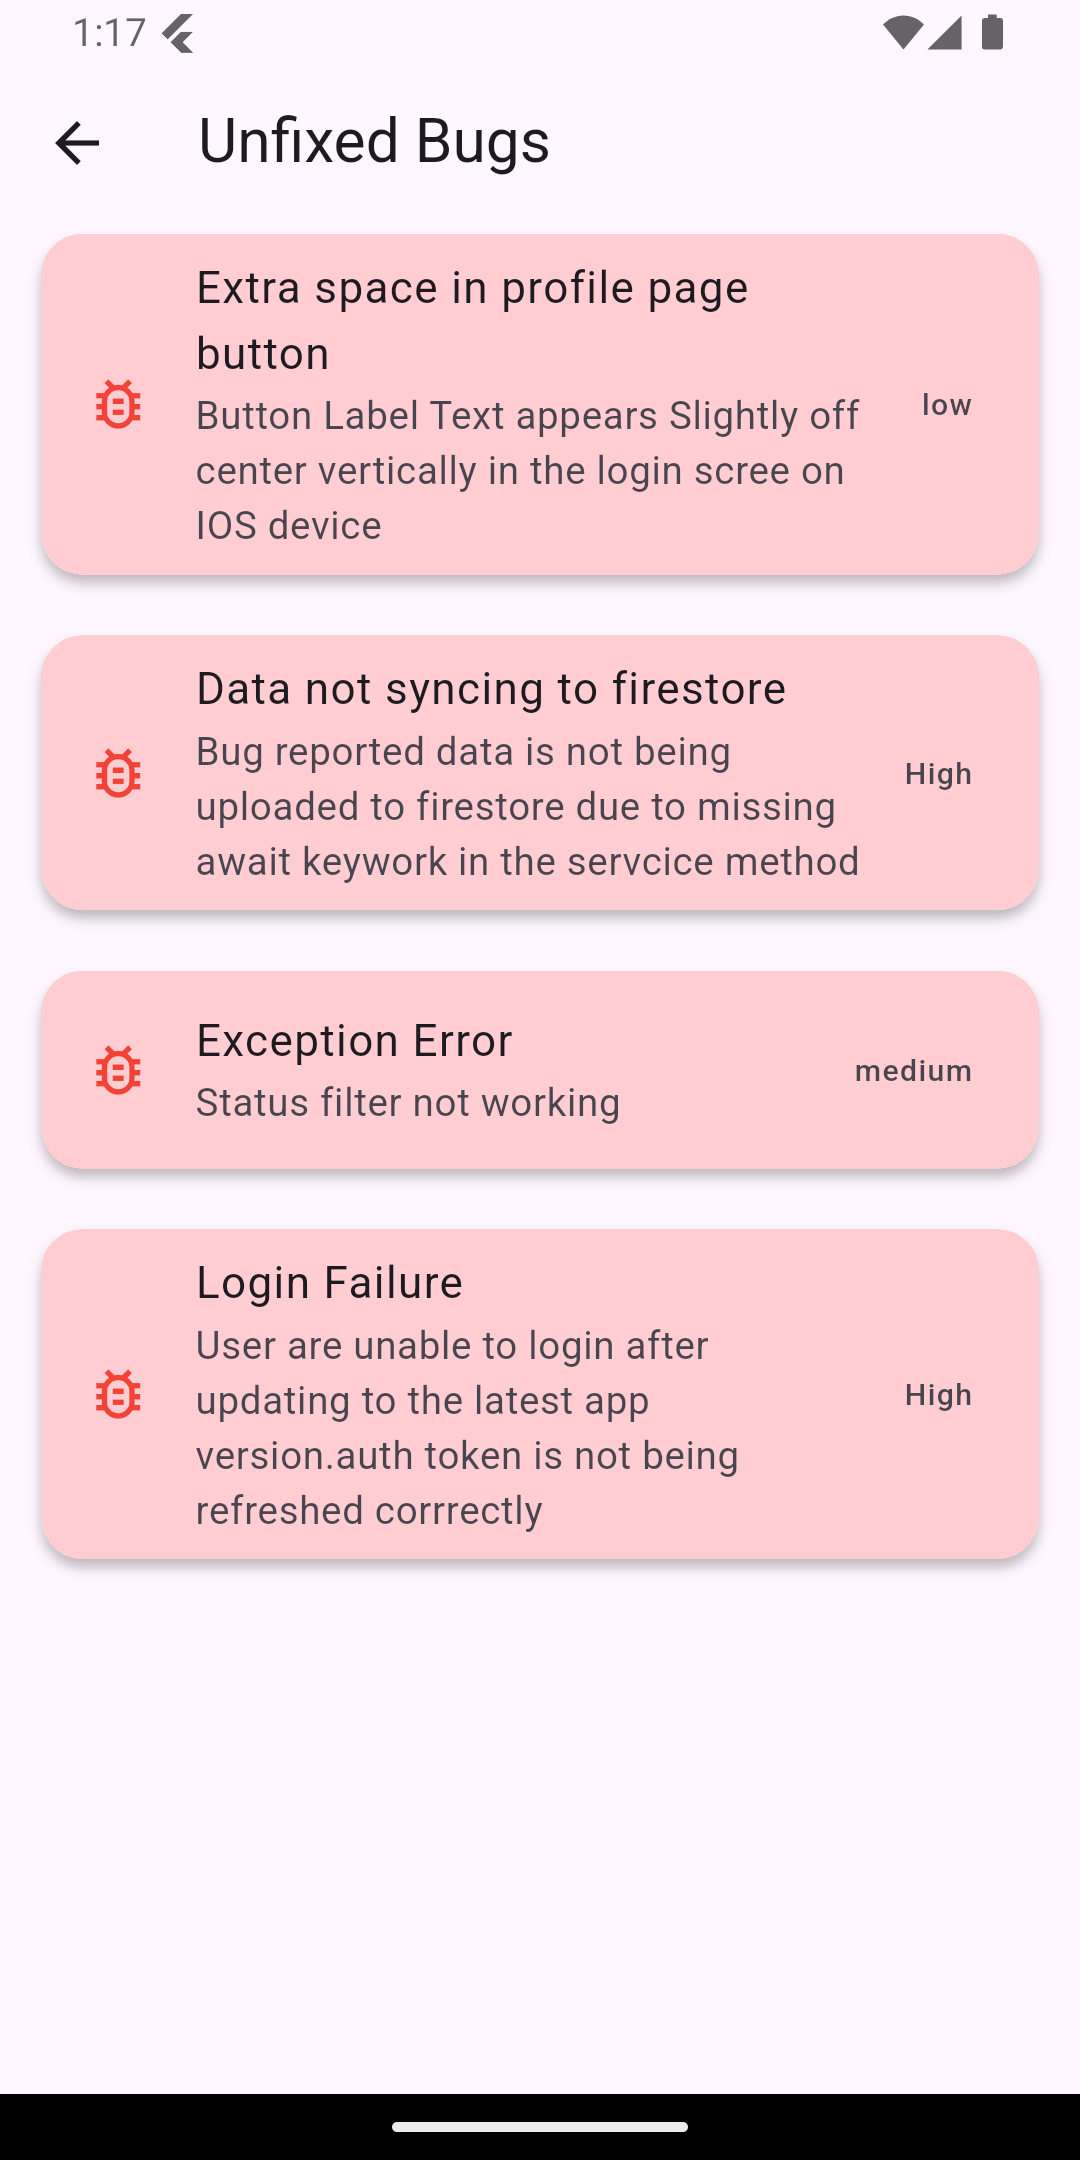 1:17
Unfixed Bugs
Extra space in profile page
button
Button Label Text appears Slightly off
center vertically in the login scree on
IOS device
low
Data not syncing to firestore
Bug reported data is not being
uploaded to firestore due to missing
await keywork in the servcice method
High
Exception Error
Status filter not working
medium
Login Failure
User are unable to login after
updating to the latest app
version.auth token is not being
refreshed corrrectly
High